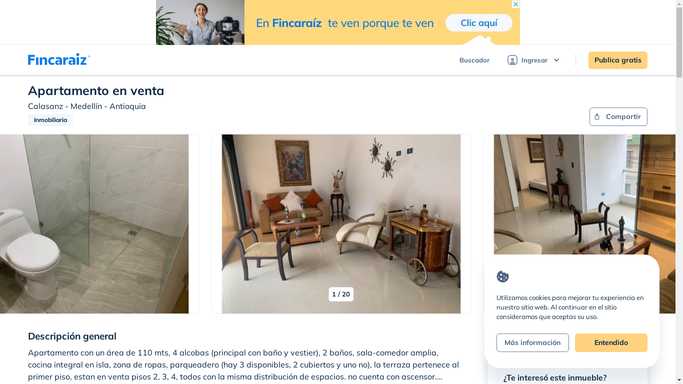 En Fincaraíz te ven porque te ven
Clic aquí
Fincaraíz
Buscador
Ingresar
Publica gratis
Apartamento en venta
Calasanz - Medellín - Antioquia
Inmobiliaria
Compartir
1 / 20
Utilizamos cookies para mejorar tu experiencia en
nuestro sitio web. Al continuar en el sitio
consideramos que aceptas su uso.
Más información
Entendido
Descripción general
Apartamento con un área de 110 mts, 4 alcobas (principal con baño y vestier), 2 baños, sala-comedor amplia,
cocina integral en isla, zona de ropas, parqueadero (hay 3 disponibles, 2 cubiertos y uno no), la terraza pertenece al
primer piso, estan en venta pisos 2, 3, 4, todos con la misma distribución de espacios. no cuenta con ascensor....
¿Te interesó este inmueble?